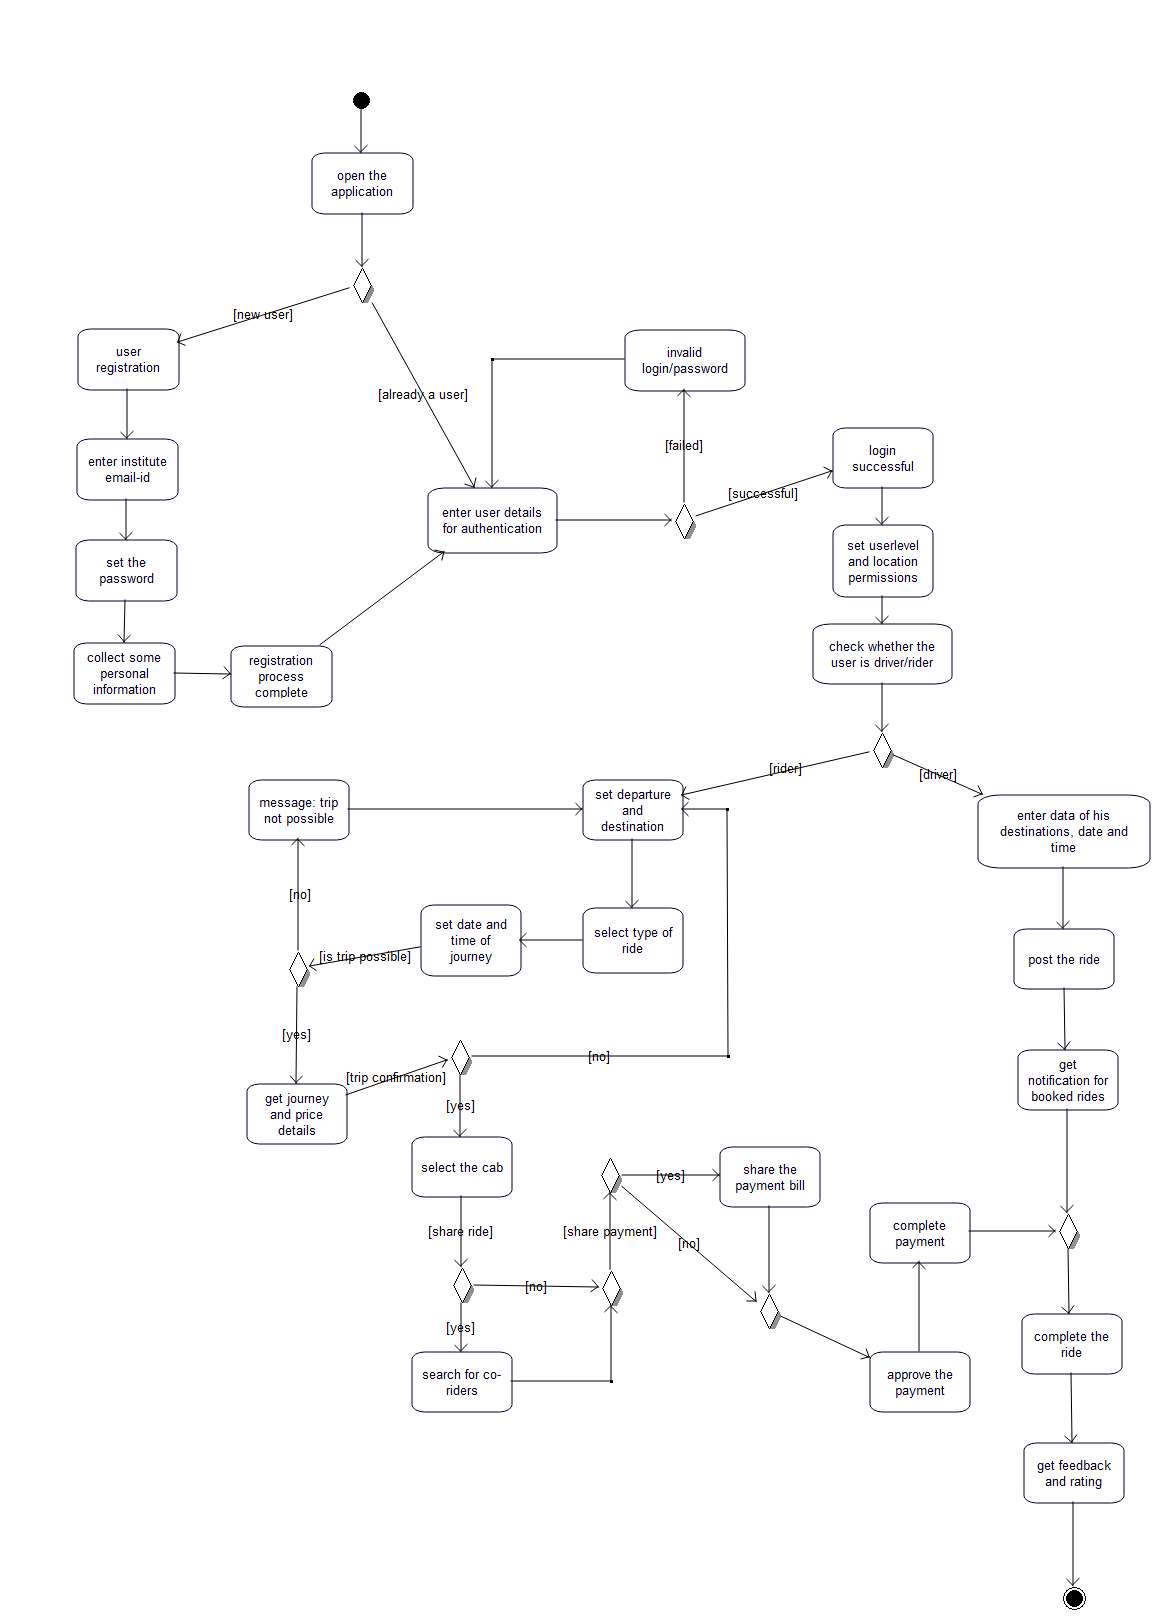 open the
application
[new user]
user
registration
invalid
login/password
[already a user]
[failed]
login
successful
enter institute
email-id
[successful]
enter user details
for authentication
set the
password
set userlevel
and location
permissions
collect some
personal
information
registration
process
complete
check whether the
user is driver/rider
[rider]
[driver]
message: trip
not possible
set departure
and
destination
enter data of his
destinations, date and
time
[no]
set date and
time of
journey
select type of
ride
[is trip possible]
post the ride
[yes]
[trip confirmation]
[no]
get journey
and price
details
get
notification for
booked rides
[yes]
select the cab
[yes]
share the
payment bill
[share ride]
[share payment]
[no]
complete
payment
[no]
[yes]
complete the
ride
search for co-
riders
approve the
payment
get feedback
and rating